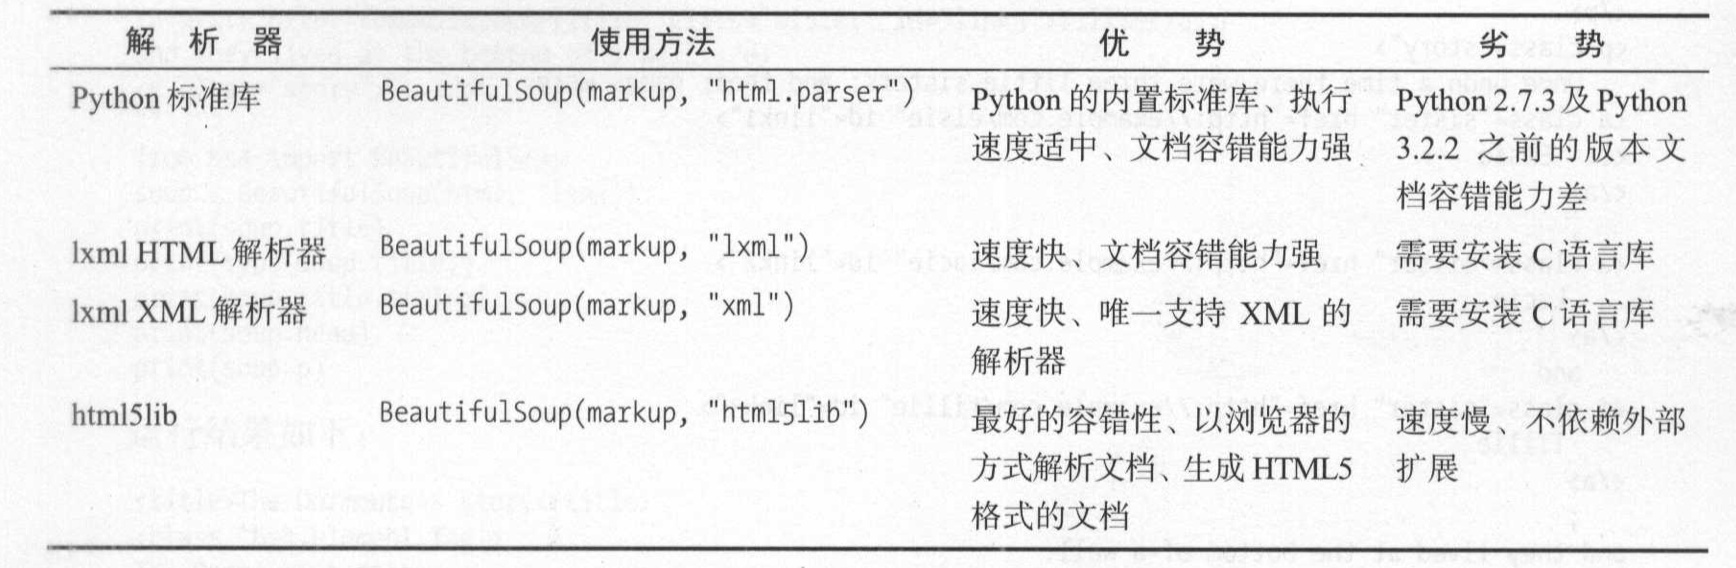 解 析 器 使用方法 优 势 劣 势
Python 标准库 BeautifulSoup(markup, "html.parser") Python 的内置标准库、执行 Python 2.7.3 及 Python
速度适中、文档容错能力强 3.2.2 之前的版本文
档容错能力差
lxml HTML 解析器 BeautifulSoup(markup, "lxml") 速度快、文档容错能力强 需要安装 C 语言库
lxml XML 解析器 BeautifulSoup(markup, "xml") 速度快、唯一支持 XML 的 需要安装 C 语言库
解析器
html5lib BeautifulSoup(markup, "html5lib") 最好的容错性、以浏览器的 速度慢、不依赖外部
方式解析文档、生成 HTML5 扩展
格式的文档